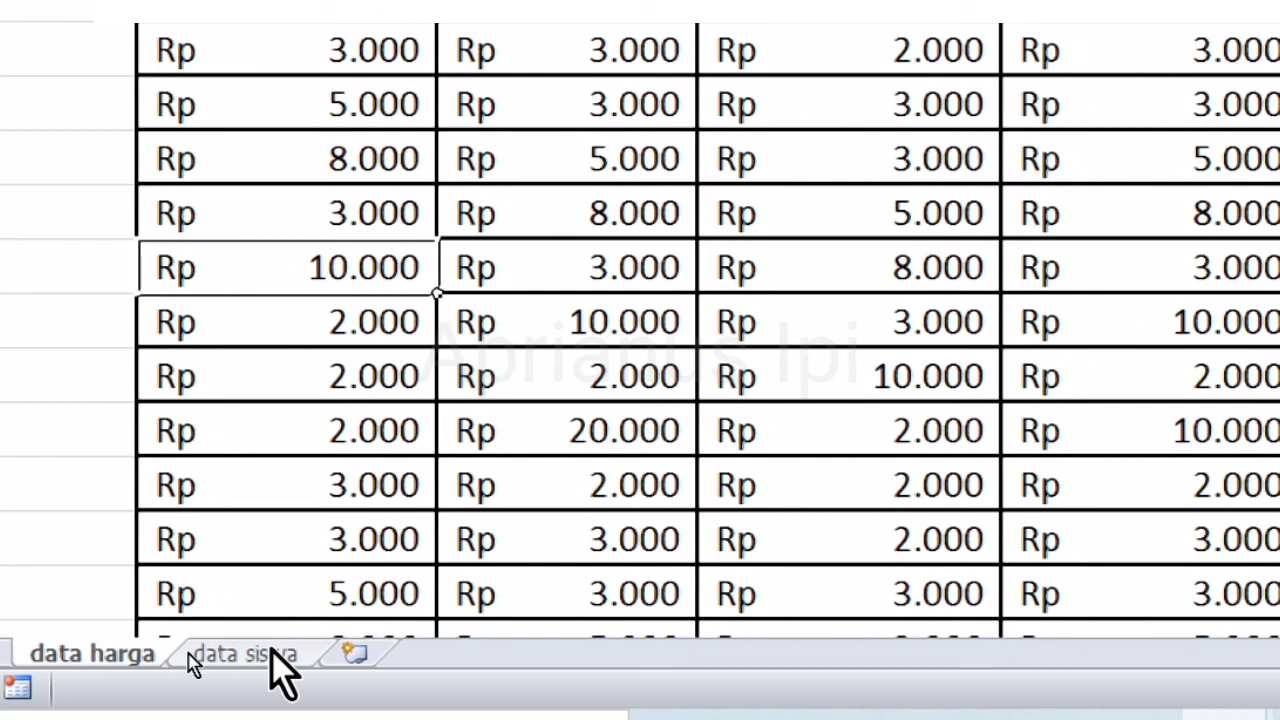 Rp 3.000 Rp 3.000 Rp 2.000 Rp 3.000
Rp 5.000 Rp 3.000 Rp 3.000 Rp 3.000
Rp 8.000 Rp 5.000 Rp 3.000 Rp 5.000
Rp 3.000 Rp 8.000 Rp 5.000 Rp 8.000
Rp 10.000 Rp 3.000 Rp 8.000 Rp 3.000
Rp 2.000 Rp 10.000 Rp 3.000 Rp 10.000
Aprianus Ipi
Rp 2.000 Rp 2.000 Rp 10.000 Rp 2.000
Rp 2.000 Rp 20.000 Rp 2.000 Rp 10.000
Rp 3.000 Rp 2.000 Rp 2.000 Rp 2.000
Rp 3.000 Rp 3.000 Rp 2.000 Rp 3.000
Rp 5.000 Rp 3.000 Rp 3.000 Rp 3.000
data harga data siswa